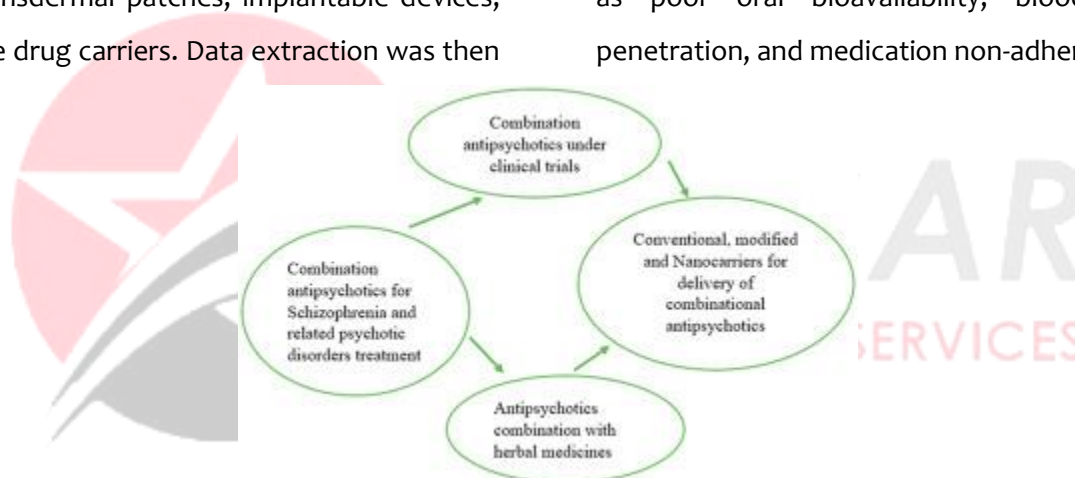 nsdermal patches, implantable devices,
e drug carriers. Data extraction was then
as poor oral bioavailability, blood
penetration, and medication non-adher
Combination
antipsychotics under
clinical trials
Combination
antipsychotics for
Schizophrenia and
related psychotic
disorders treatment
Conventional, modified
and Nanocarriers for
delivery of
combinational
antipsychotics
Antipsychotics
combination with
herbal medicines
AR
SERVICES